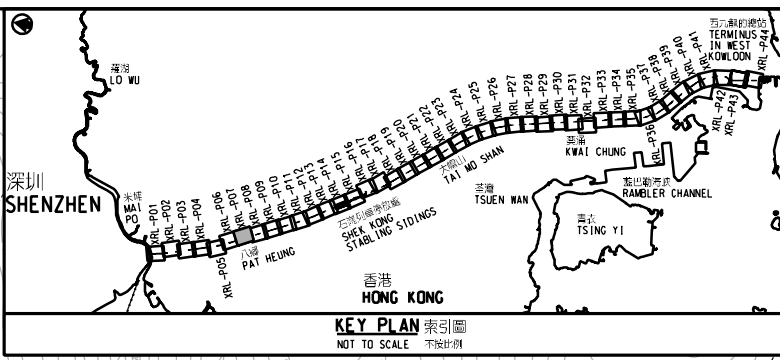 羅湖
LO WU
深圳
SHENZHEN
米埔
MAI
PO
XRL-P01
XRL-P02
XRL-P03
XRL-P04
XRL-P05
XRL-P06
XRL-P07
XRL-P08
XRL-P09
XRL-P10
XRL-P11
XRL-P12
XRL-P13
XRL-P14
XRL-P15
XRL-P16
XRL-P17
XRL-P18
XRL-P19
XRL-P20
XRL-P21
XRL-P22
XRL-P23
XRL-P24
XRL-P25
XRL-P26
XRL-P27
XRL-P28
XRL-P29
XRL-P30
XRL-P31
XRL-P32
XRL-P33
XRL-P34
XRL-P35
XRL-P36
XRL-P37
XRL-P38
XRL-P39
XRL-P40
XRL-P41
XRL-P42
XRL-P43
XRL-P44
西九龍的總站
TERMINUS
IN WEST
KOWLOON
八鄉
PAT HEUNG
SHEK KONG
STABLING SIDINGS
大帽山
TAI MO SHAN
荃灣
TSUEN WAN
葵涌
KWAI CHUNG
藍巴勒海峽
RAMBLER CHANNEL
青衣
TSING YI
香港
HONG KONG
KEY PLAN 索引圖
NOT TO SCALE 不按比例